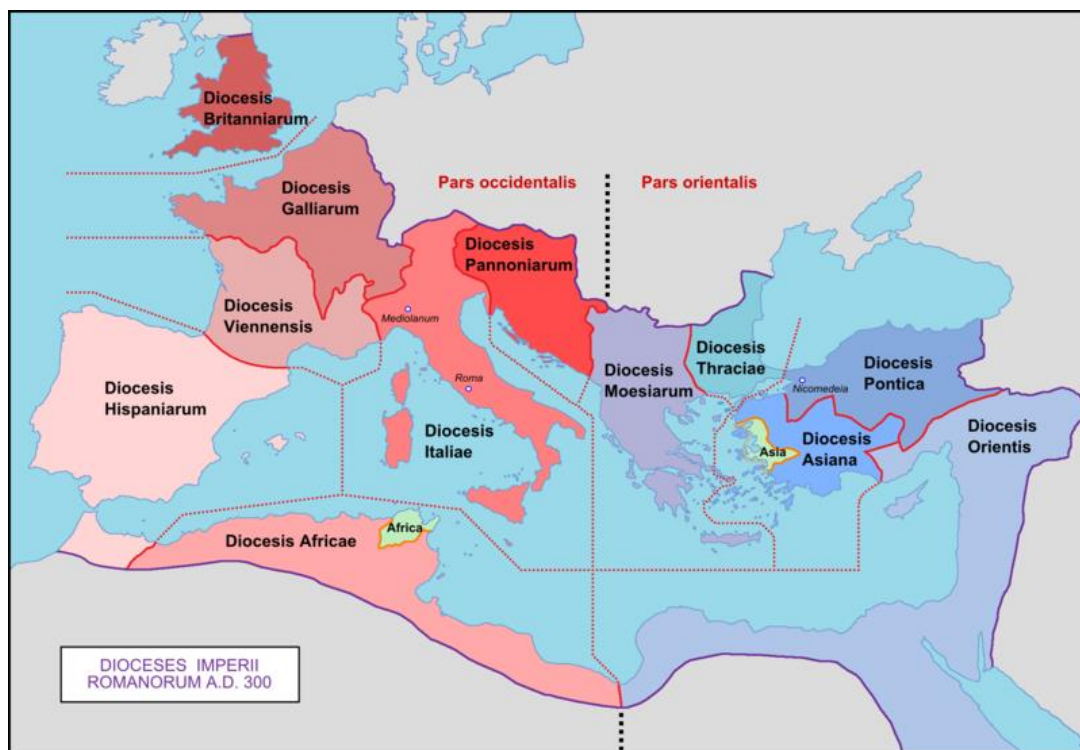 Diocesis
Britanniarum
Diocesis
Galliarum
Pars occidentalis
Pars orientalis
Diocesis
Pannoniarum
Diocesis
Viennensis
Mediolanum
Diocesis
Thraciae
Diocesis
Moesiarum
Diocesis
Pontica
Nicomedeia
Diocesis
Hispaniarum
Roma
Diocesis
Italiae
Asia
Diocesis
Asiana
Diocesis
Orientis
Diocesis Africae
Africa
DIOCESES IMPERII
ROMANORUM A.D. 300